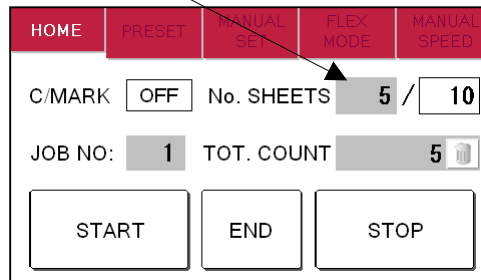 HOME PRESET MANUAL SET FLEX MODE MANUAL SPEED
C/MARK OFF No. SHEETS 5 / 10
JOB NO: 1 TOT. COUNT 5
START END STOP